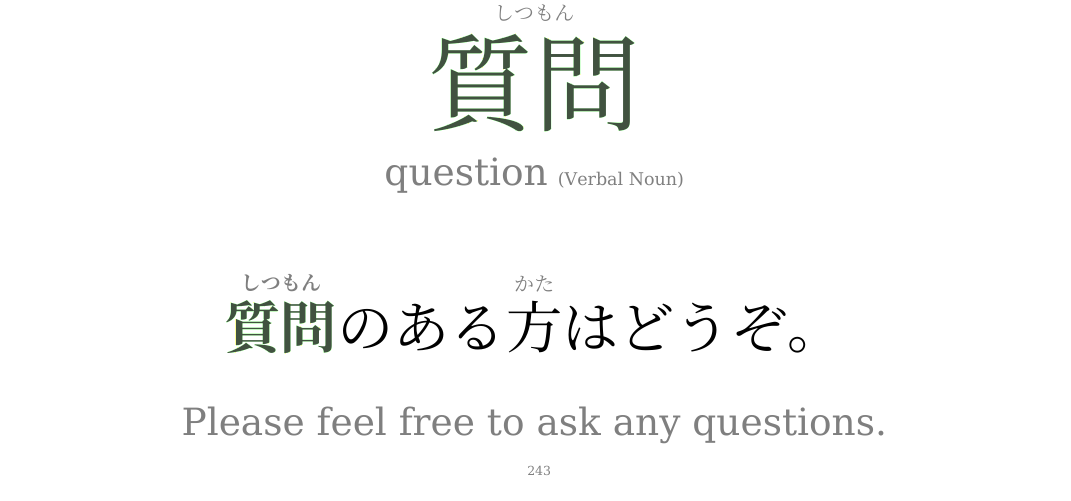 しつもん
質問
question (Verbal Noun)
しつもん かた
質問のある方はどうぞ。
Please feel free to ask any questions.
243